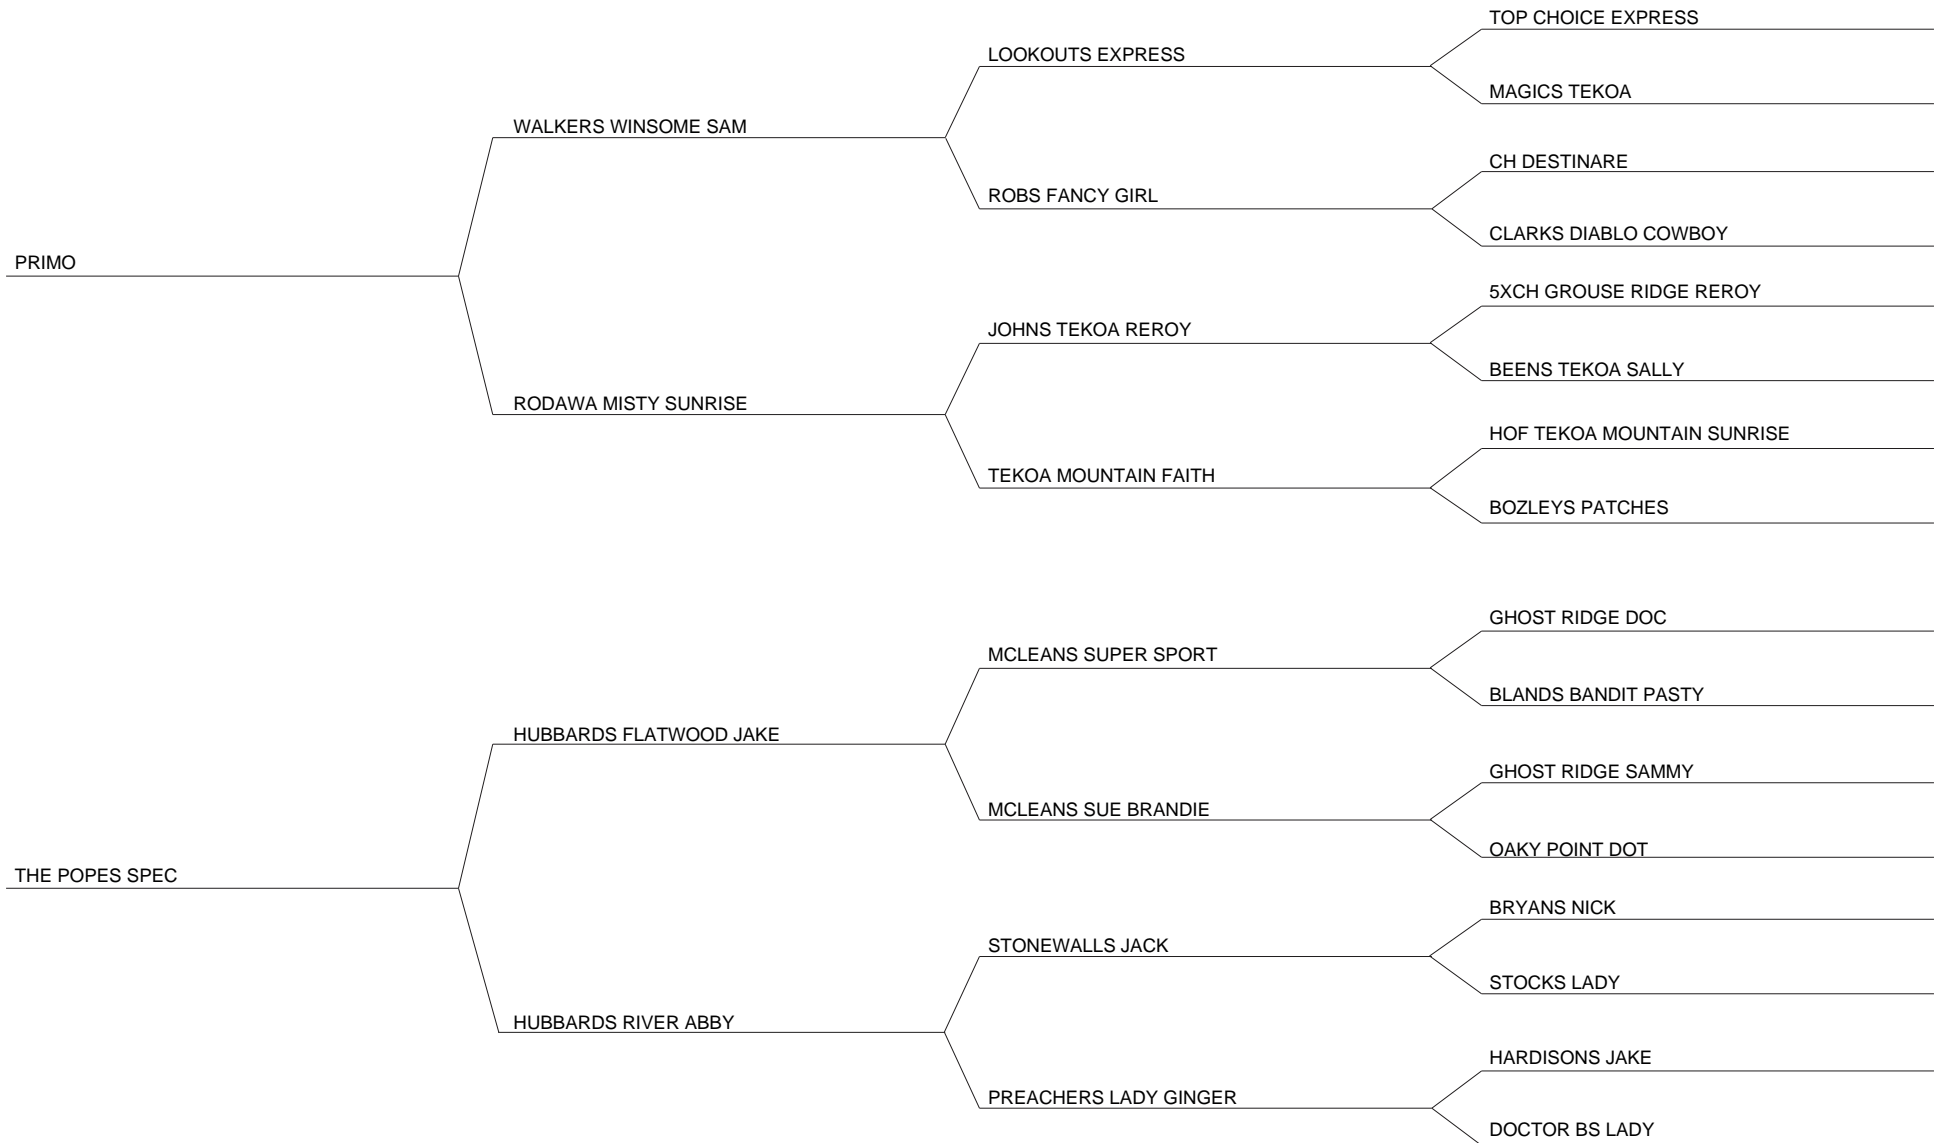 TOP CHOICE EXPRESS
LOOKOUTS EXPRESS
MAGICS TEKOA
WALKERS WINSOME SAM
CH DESTINARE
ROBS FANCY GIRL
CLARKS DIABLO COWBOY
PRIMO
5XCH GROUSE RIDGE REROY
JOHNS TEKOA REROY
BEENS TEKOA SALLY
RODAWA MISTY SUNRISE
HOF TEKOA MOUNTAIN SUNRISE
TEKOA MOUNTAIN FAITH
BOZLEYS PATCHES
GHOST RIDGE DOC
MCLEANS SUPER SPORT
BLANDS BANDIT PASTY
HUBBARDS FLATWOOD JAKE
GHOST RIDGE SAMMY
MCLEANS SUE BRANDIE
OAKY POINT DOT
THE POPES SPEC
BRYANS NICK
STONEWALLS JACK
STOCKS LADY
HUBBARDS RIVER ABBY
HARDISONS JAKE
PREACHERS LADY GINGER
DOCTOR BS LADY